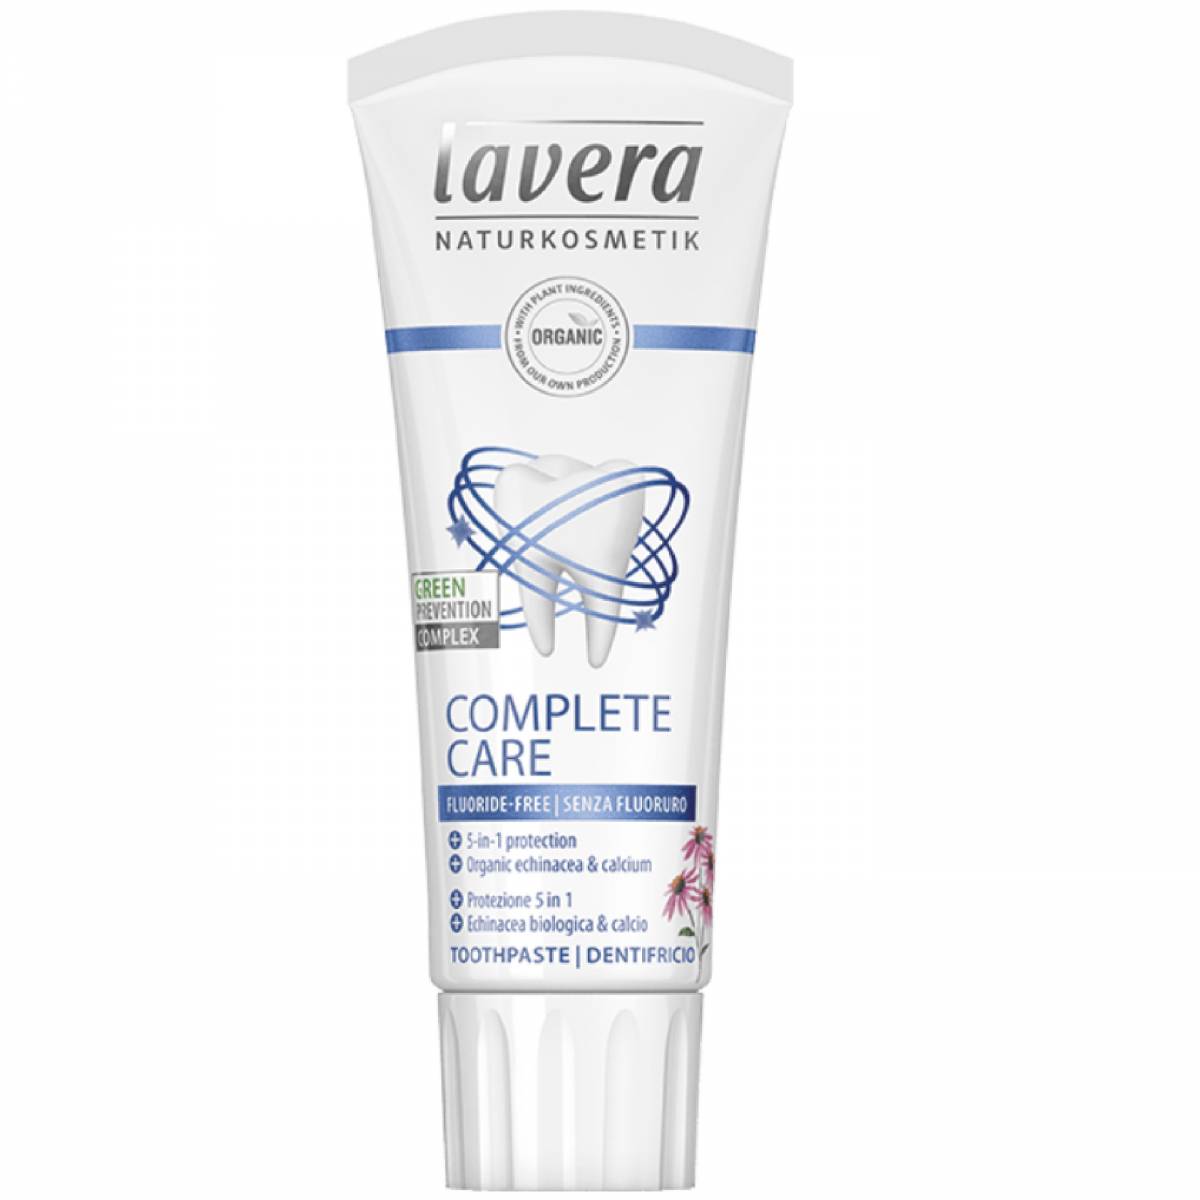 lavera
NATURKOSMETIK
• WITH PLANT INGREDIENTS •
ORGANIC
FROM OUR OWN PRODUCTION
GREEN
PREVENTION
COMPLEX
COMPLETE
CARE
FLUORIDE-FREE | SENZA FLUORURO
5-in-1 protection
Organic echinacea & calcium
Protezione 5 in 1
Echinacea biologica & calcio
TOOTHPASTE | DENTIFRICIO